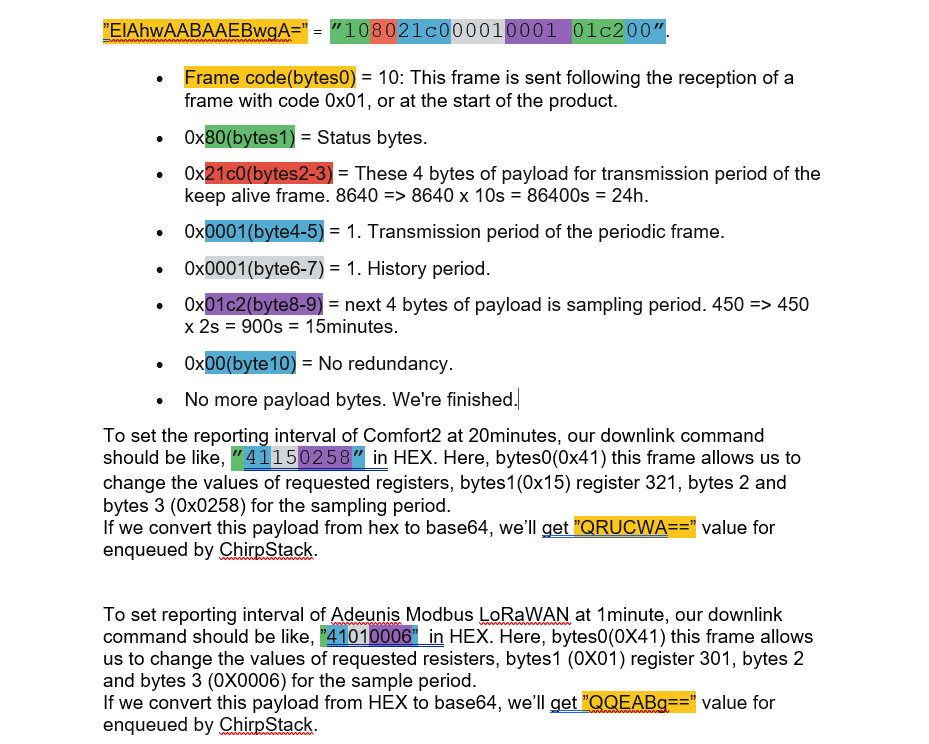 ”EIAhwAABAAEBwgA=” = ”108021c000010001 01c200”.
• Frame code(bytes0) = 10: This frame is sent following the reception of a
frame with code 0x01, or at the start of the product.
• 0x80(bytes1) = Status bytes.
• 0x21c0(bytes2-3) = These 4 bytes of payload for transmission period of the
keep alive frame. 8640 => 8640 x 10s = 86400s = 24h.
• 0x0001(byte4-5) = 1. Transmission period of the periodic frame.
• 0x0001(byte6-7) = 1. History period.
• 0x01c2(byte8-9) = next 4 bytes of payload is sampling period. 450 => 450
x 2s = 900s = 15minutes.
• 0x00(byte10) = No redundancy.
• No more payload bytes. We're finished.
To set the reporting interval of Comfort2 at 20minutes, our downlink command
should be like, ”41150258” in HEX. Here, bytes0(0x41) this frame allows us to
change the values of requested registers, bytes1(0x15) register 321, bytes 2 and
bytes 3 (0x0258) for the sampling period.
If we convert this payload from hex to base64, we’ll get ”QRUCWA==” value for
enqueued by ChirpStack.
To set reporting interval of Adeunis Modbus LoRaWAN at 1minute, our downlink
command should be like, ”41010006” in HEX. Here, bytes0(0X41) this frame allows
us to change the values of requested resisters, bytes1 (0X01) register 301, bytes 2
and bytes 3 (0X0006) for the sample period.
If we convert this payload from HEX to base64, we’ll get ”QQEABg==” value for
enqueued by ChirpStack.